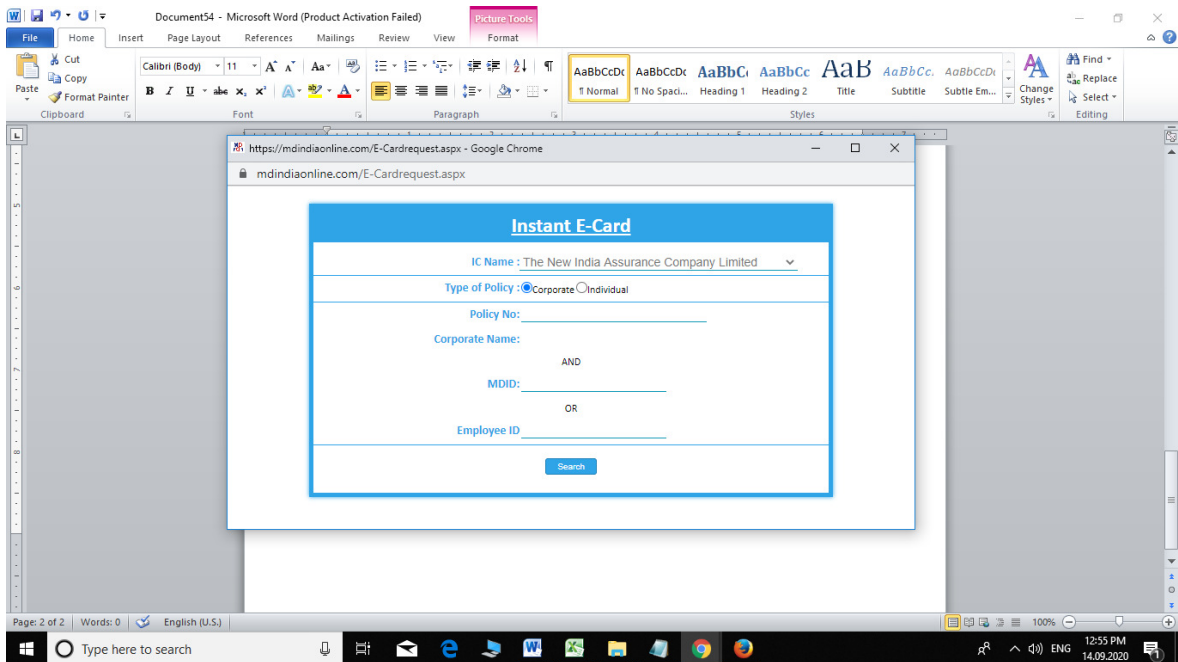 Document54 - Microsoft Word (Product Activation Failed)
Picture Tools
File Home Insert Page Layout References Mailings Review View Format
Paste
Cut
Copy
Format Painter
Clipboard
Calibri (Body) 11
Font
Paragraph
AaBbCcDc AaBbCcDc AaBbCc AaBbCc AaB AaBbCc. AaBbCcDc
¶ Normal ¶ No Spaci... Heading 1 Heading 2 Title Subtitle Subtle Em...
Styles
Change Styles
Find
Replace
Select
Editing
https://mdindiaonline.com/E-Cardrequest.aspx - Google Chrome
mdindiaonline.com/E-Cardrequest.aspx
Instant E-Card
IC Name : The New India Assurance Company Limited
Type of Policy : Corporate Individual
Policy No:
Corporate Name:
AND
MDID:
OR
Employee ID
Search
Page: 2 of 2 Words: 0 English (U.S.) 100%
Type here to search
ENG
12:55 PM
14.09.2020